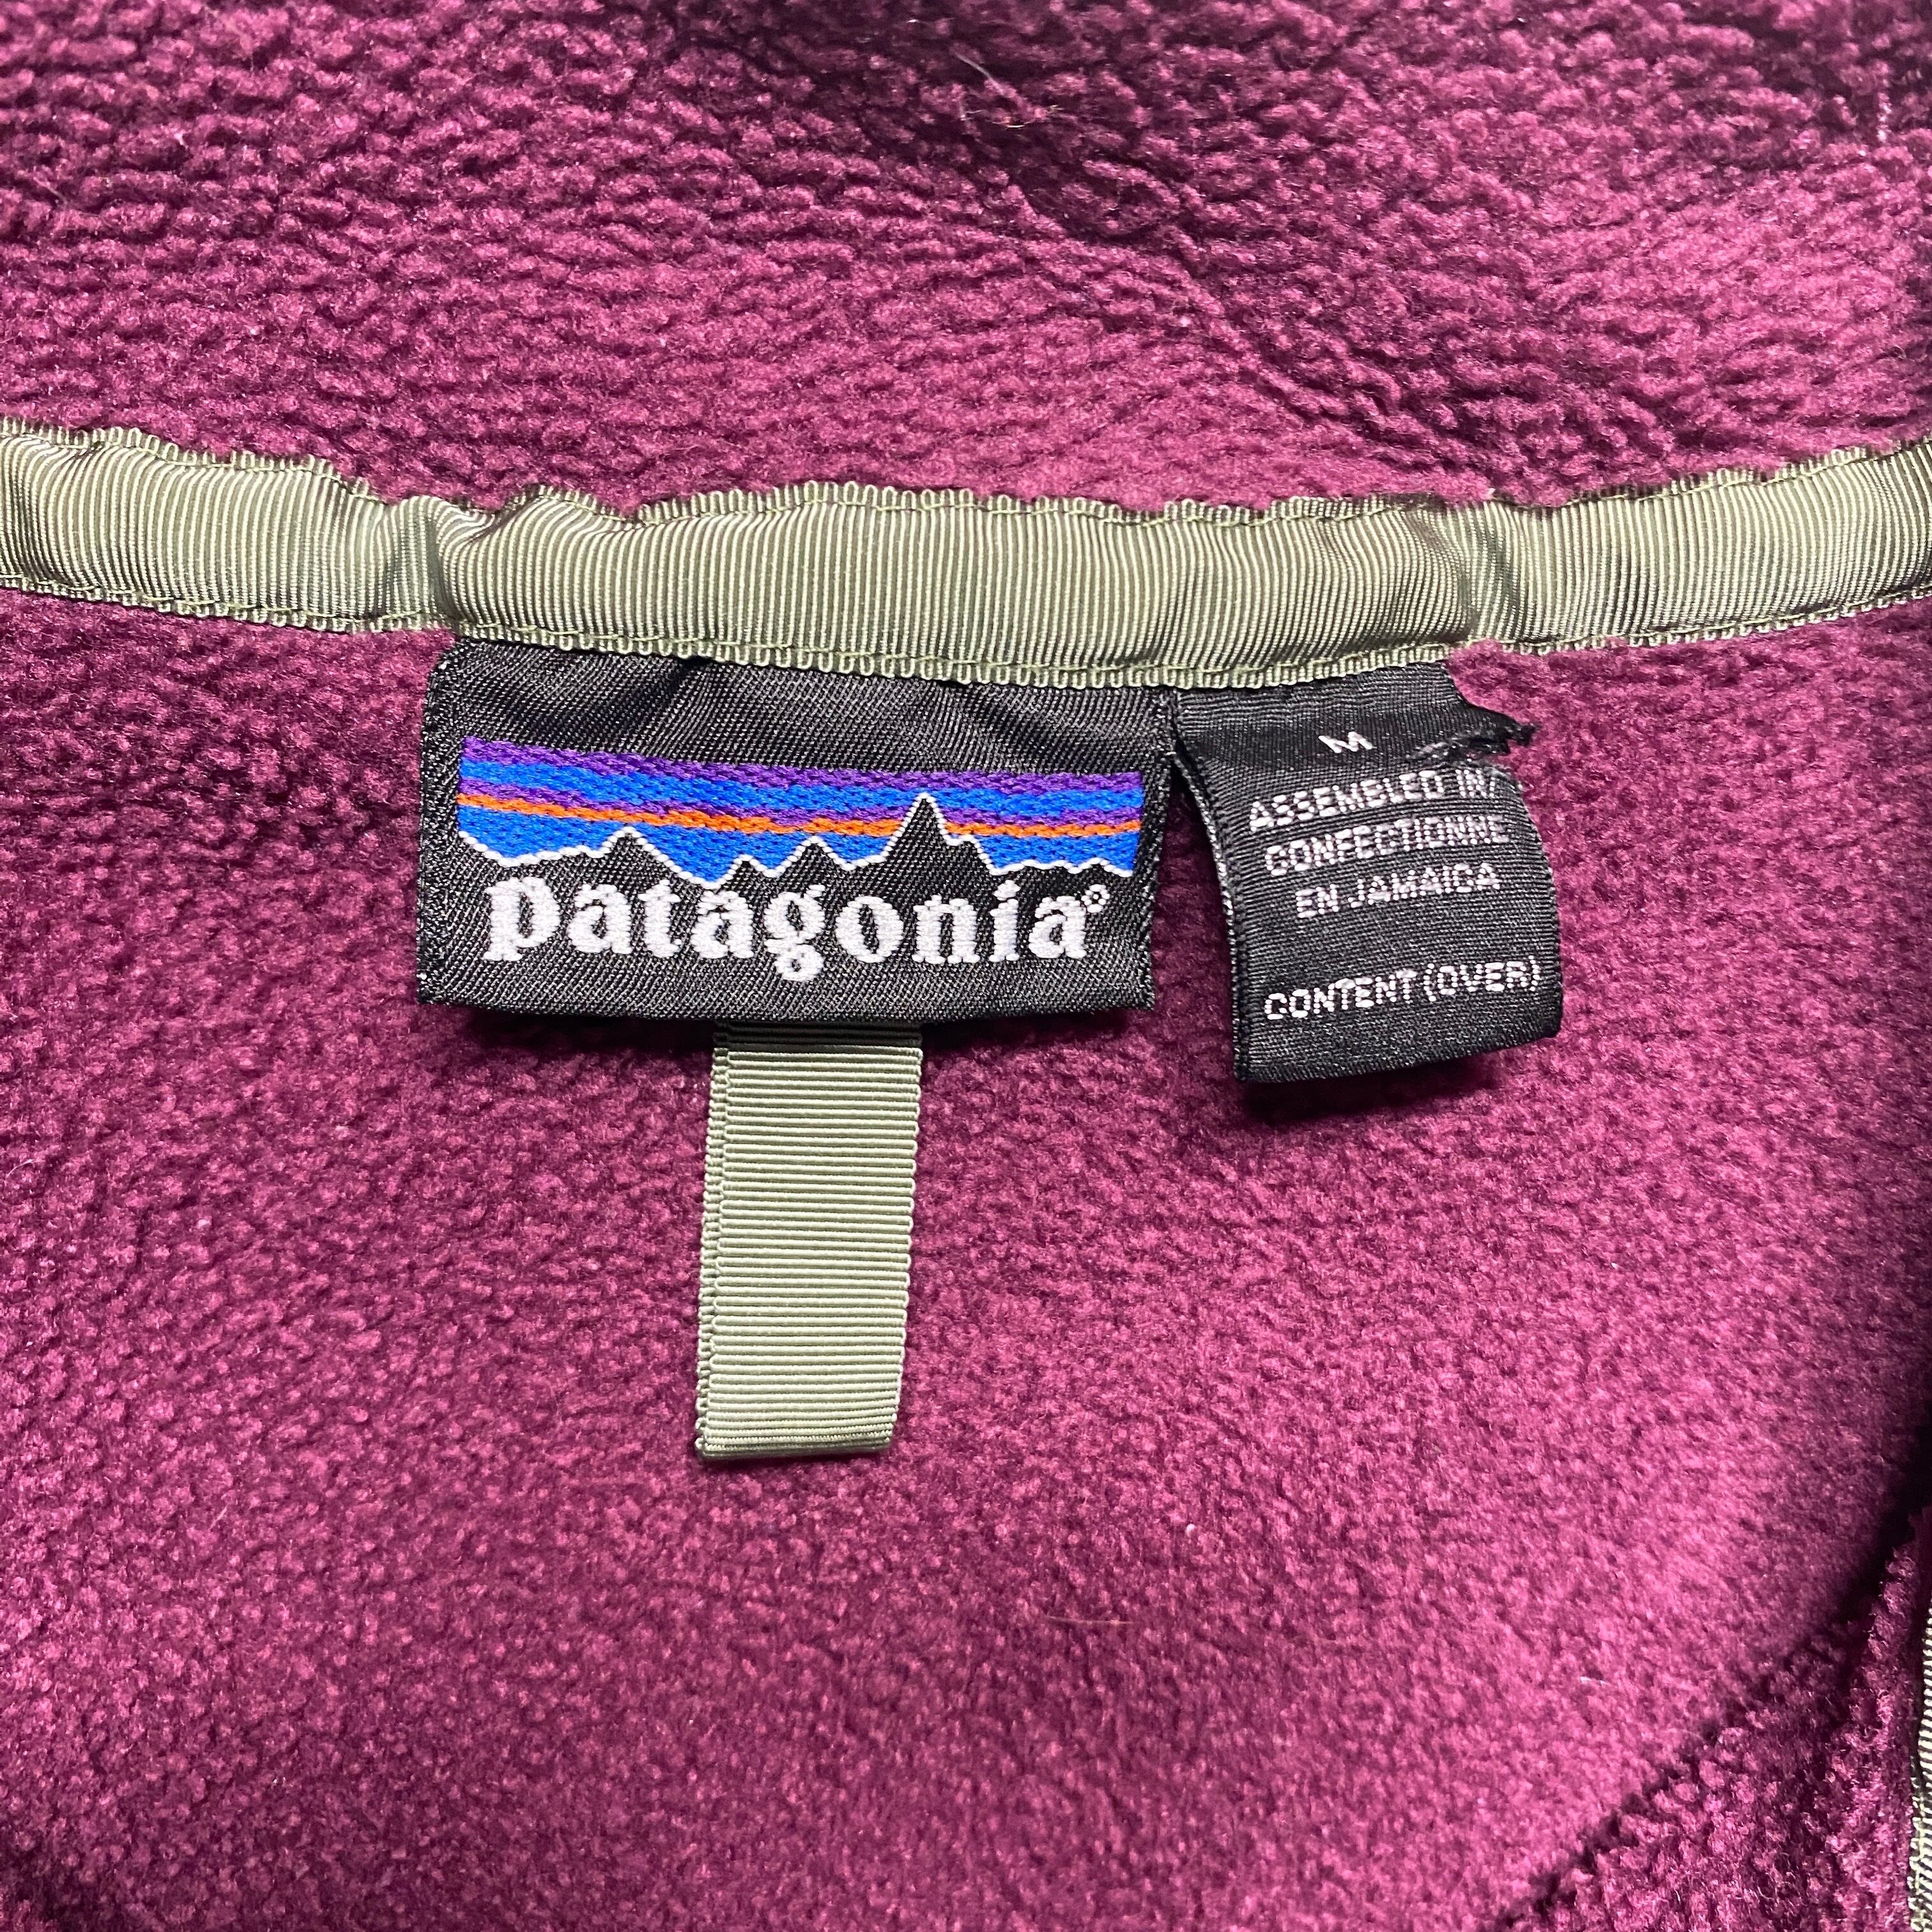 patagonia®
M
ASSEMBLED IN/
CONFECTIONNE
EN JAMAICA
CONTENT (OVER)